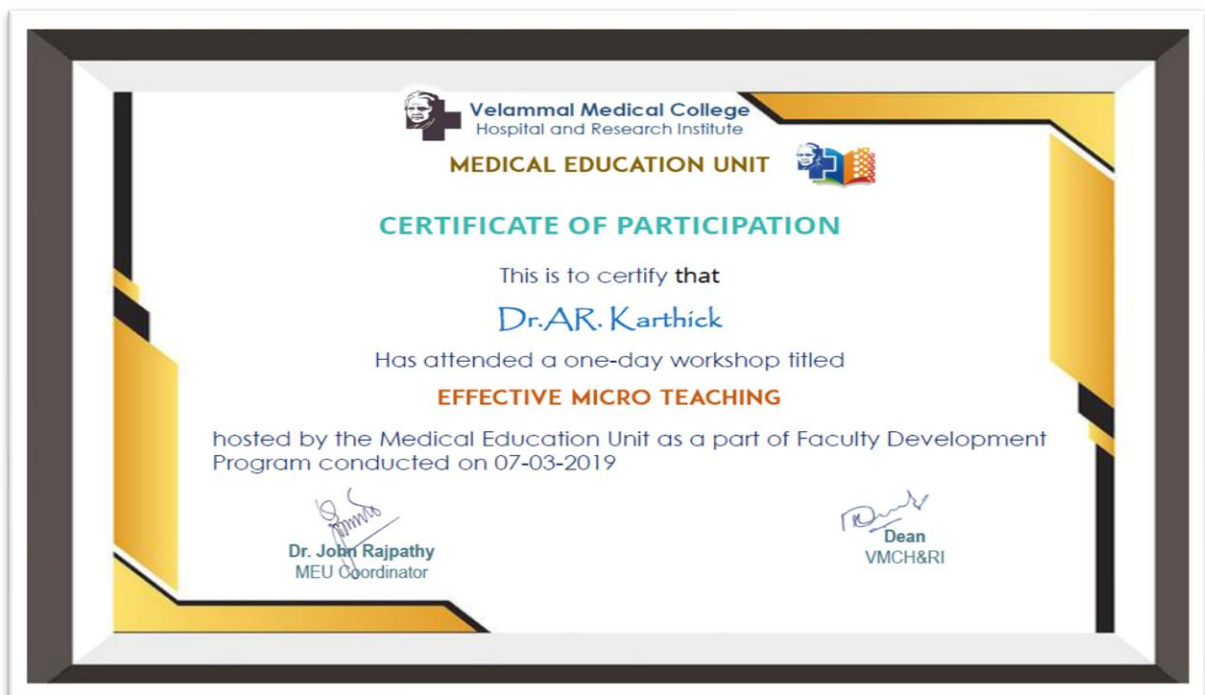 Velammal Medical College
Hospital and Research Institute
MEDICAL EDUCATION UNIT
CERTIFICATE OF PARTICIPATION
This is to certify that
Dr.AR. Karthick
Has attended a one-day workshop titled
EFFECTIVE MICRO TEACHING
hosted by the Medical Education Unit as a part of Faculty Development
Program conducted on 07-03-2019
Dr. John Rajpathy
MEU Coordinator
Dean
VMCH&RI